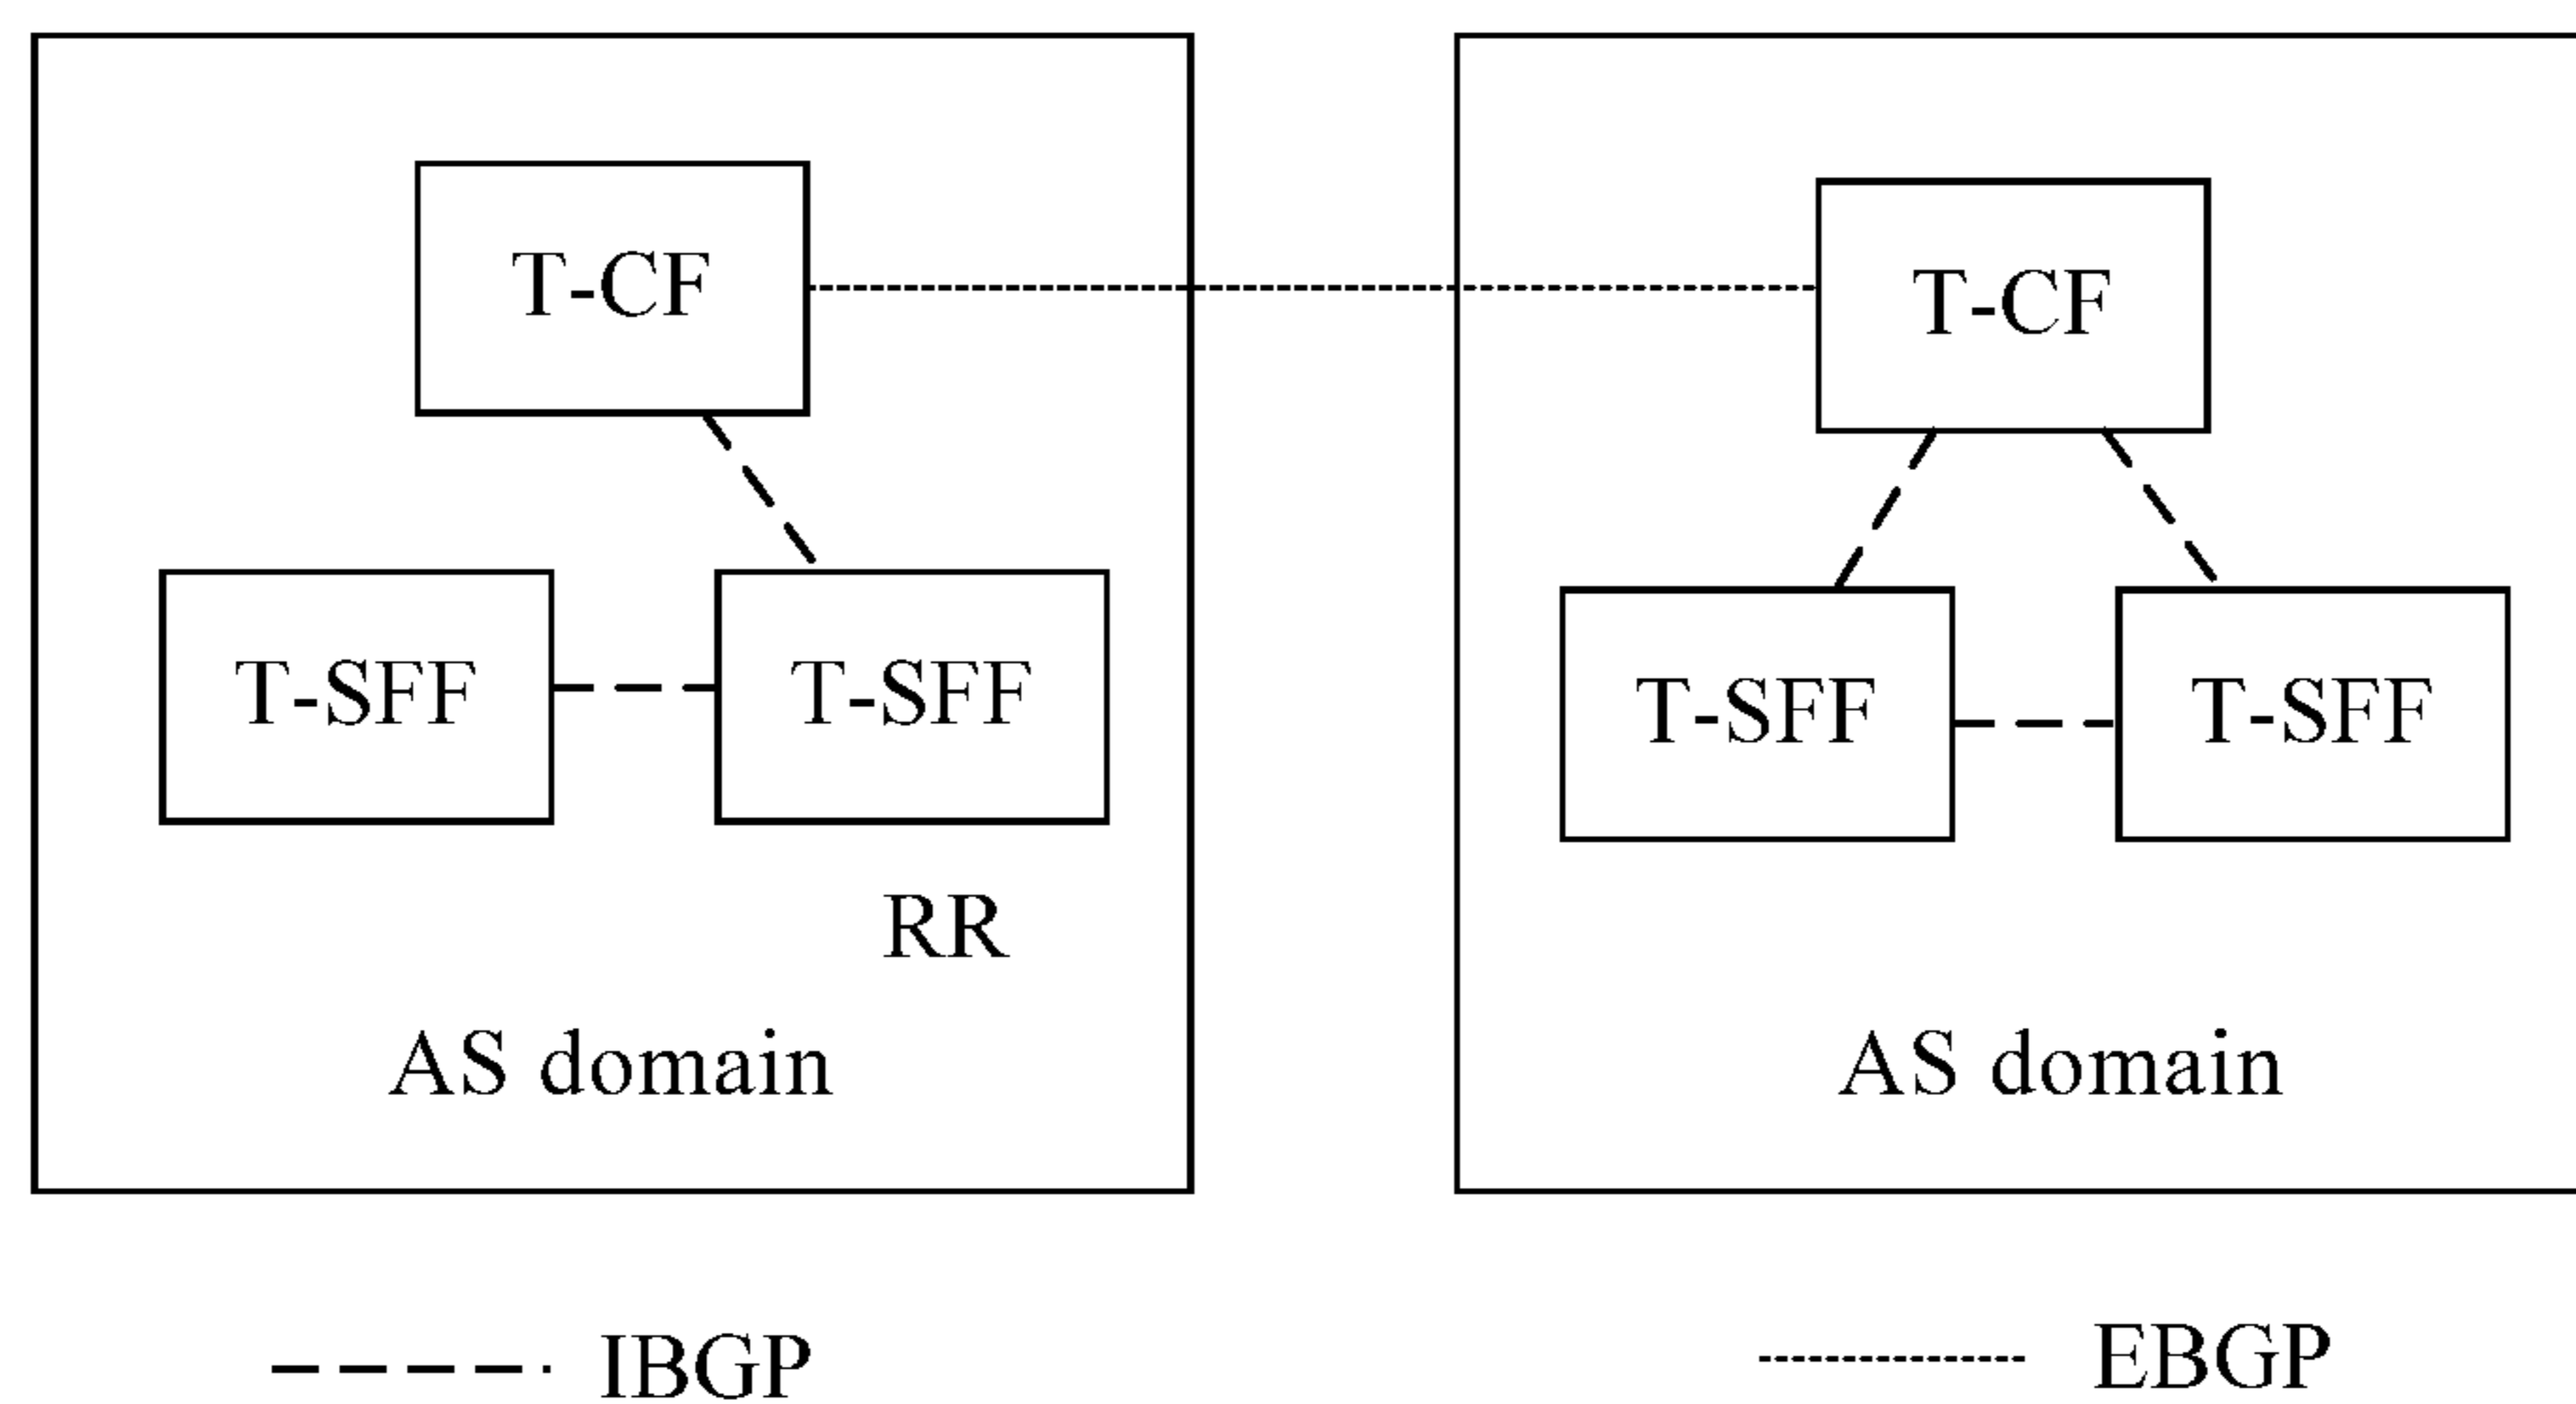 T-CF
T-CF
T-SFF
T-SFF
T-SFF
T-SFF
RR
AS domain
AS domain
IBGP
EBGP